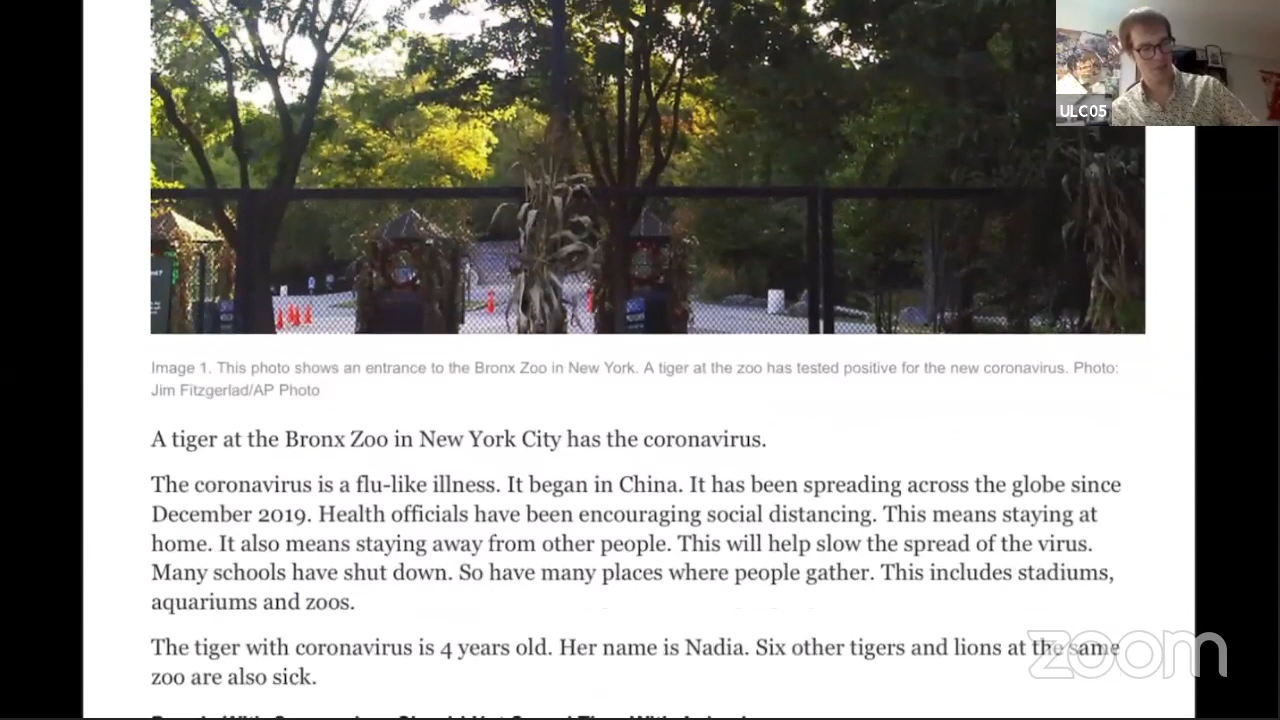 ULC05
Image 1. This photo shows an entrance to the Bronx Zoo in New York. A tiger at the zoo has tested positive for the new coronavirus. Photo:
Jim Fitzgerlad/AP Photo
A tiger at the Bronx Zoo in New York City has the coronavirus.
The coronavirus is a flu-like illness. It began in China. It has been spreading across the globe since
December 2019. Health officials have been encouraging social distancing. This means staying at
home. It also means staying away from other people. This will help slow the spread of the virus.
Many schools have shut down. So have many places where people gather. This includes stadiums,
aquariums and zoos.
The tiger with coronavirus is 4 years old. Her name is Nadia. Six other tigers and lions at the same
zoo are also sick.
zoom